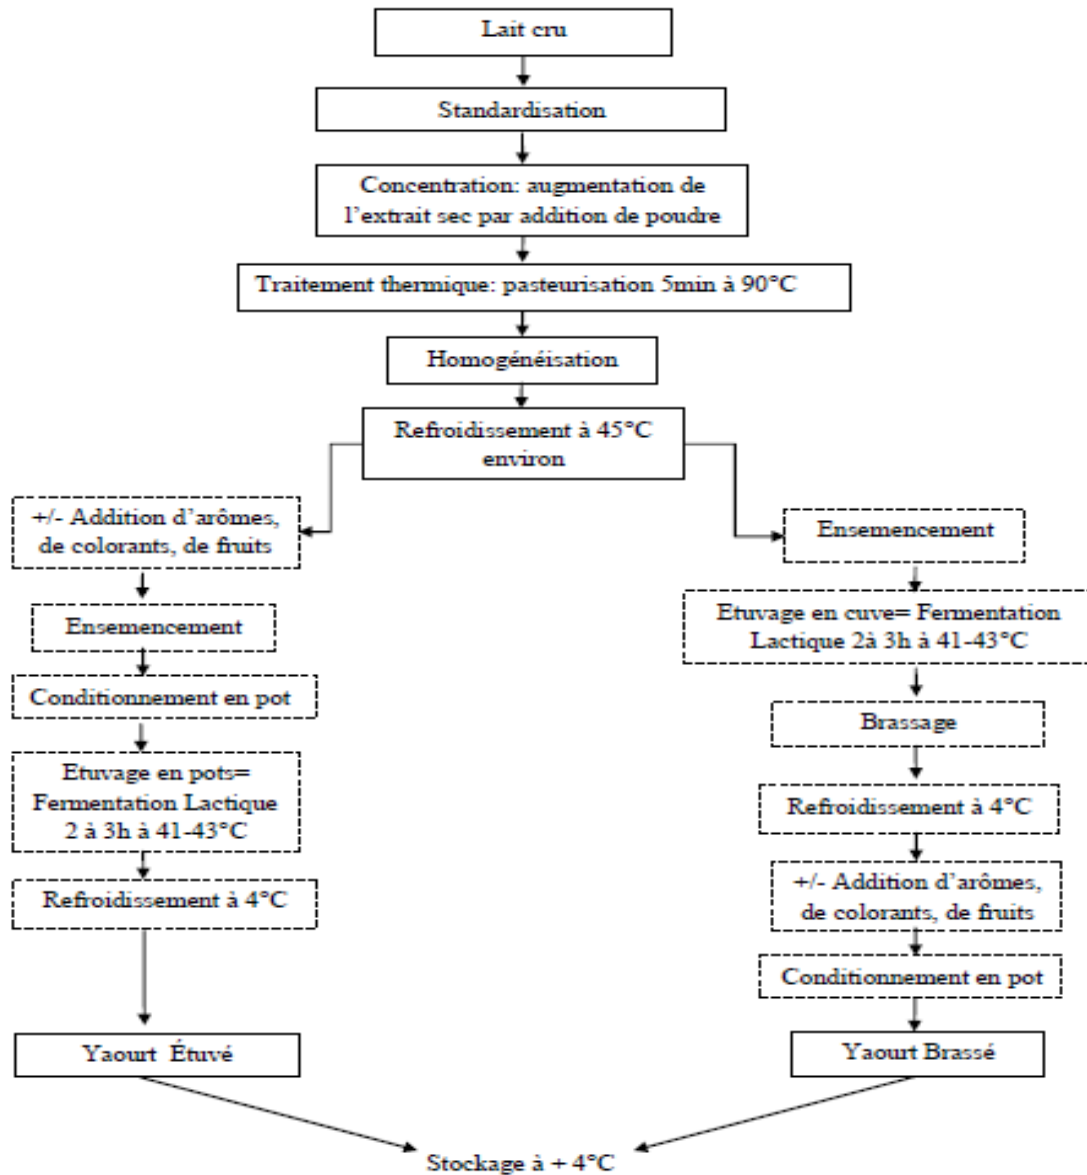 Lait cru
Standardisation
Concentration: augmentation de
l'extrait sec par addition de poudre
Traitement thermique: pasteurisation 5min à 90°C
Homogénéisation
Refroidissement à 45°C
environ
+/- Addition d'arômes,
de colorants, de fruits
Ensemencement
Conditionnement en pot
Etuvage en pots=
Fermentation Lactique
2 à 3h à 41-43°C
Refroidissement à 4°C
Yaourt Étuvé
Ensemencement
Etuvage en cuve= Fermentation
Lactique 2à 3h à 41-43°C
Brassage
Refroidissement à 4°C
+/- Addition d'arômes,
de colorants, de fruits
Conditionnement en pot
Yaourt Brassé
Stockage à + 4°C